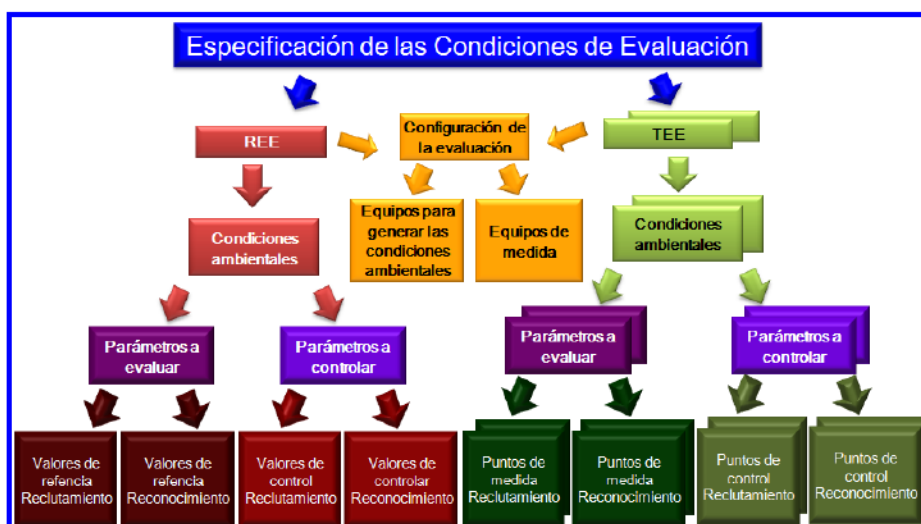 Especificación de las Condiciones de Evaluación
REE
Configuración de
la evaluación
TEE
Condiciones
ambientales
Equipos para
generar las
condiciones
ambientales
Equipos de
medida
Condiciones
ambientales
Parámetros a
evaluar
Parámetros a
controlar
Parámetros a
evaluar
Parámetros a
controlar
Valores de
refencia
Reclutamiento
Valores de
refencia
Reconocimiento
Valores de
control
Reclutamiento
Valores de
controlar
Reconocimiento
Puntos de
medida
Reclutamiento
Puntos de
medida
Reconocimiento
Puntos de
control
Reclutamiento
Puntos de
control
Reconocimiento